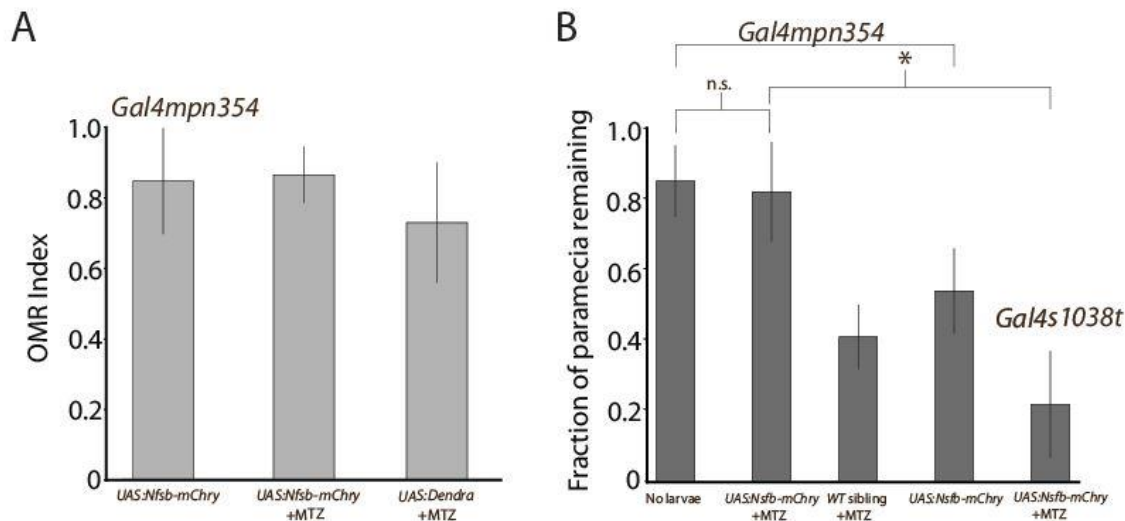 A
Gal4mpn354
OMR Index
1.0
0.8
0.6
0.4
0.2
0
UAS:Nfsb-mChry
UAS:Nfsb-mChry
+MTZ
UAS:Dendra
+MTZ
B
Gal4mpn354
*
n.s.
Fraction of paramecia remaining
1.0
0.8
0.6
0.4
0.2
0
Gal4s1038t
No larvae
UAS:Nsfb-mChry
+MTZ
WT sibling
+MTZ
UAS:Nsfb-mChry
UAS:Nsfb-mChry
+MTZ